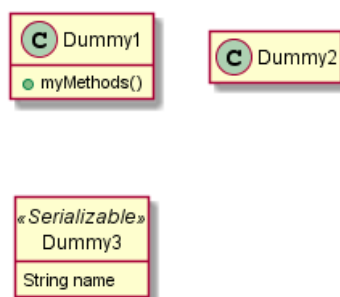 C Dummy1
myMethods()
C Dummy2
«Serializable»
Dummy3
String name